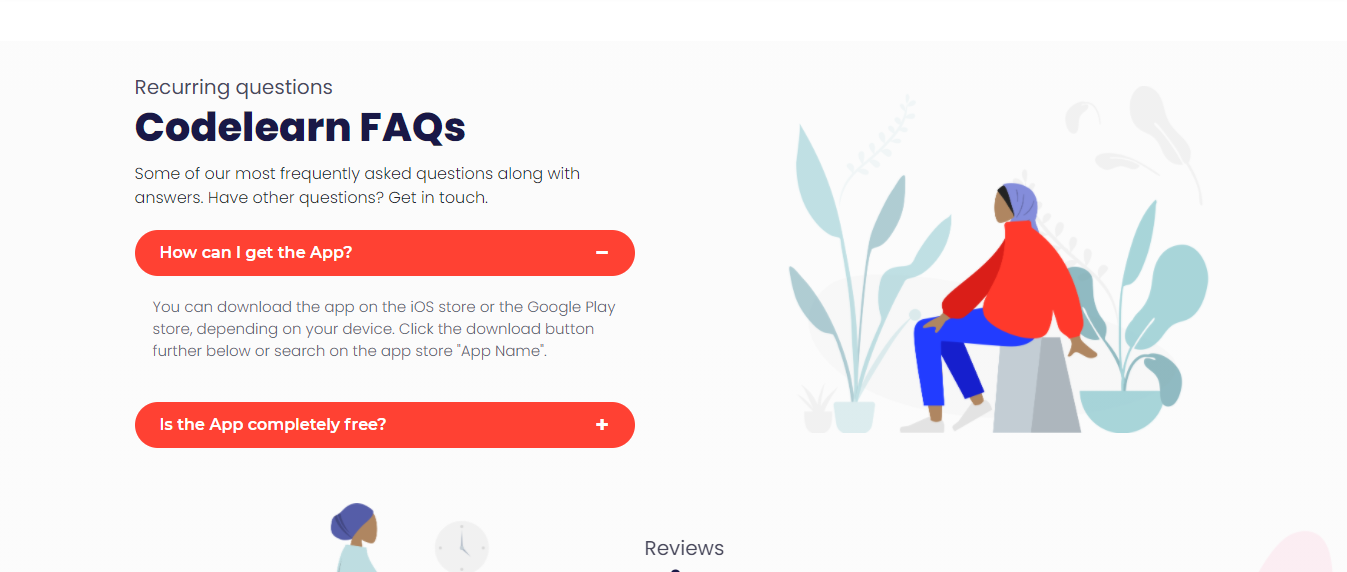 Recurring questions
Codelearn FAQs
Some of our most frequently asked questions along with
answers. Have other questions? Get in touch.
How can I get the App?
You can download the app on the iOS store or the Google Play
store, depending on your device. Click the download button
further below or search on the app store "App Name".
Is the App completely free?
Reviews